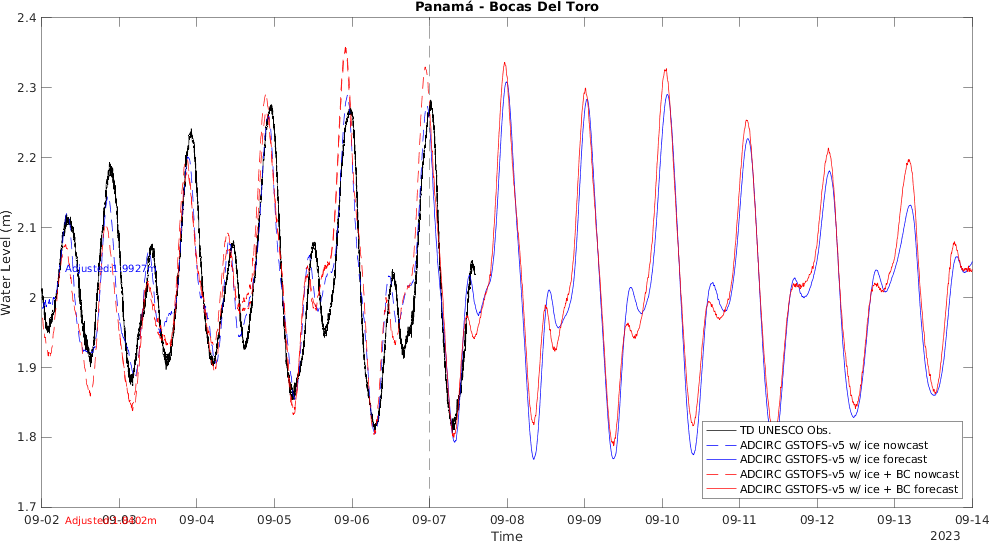 Panamá - Bocas Del Toro
2.4
2.3
2.2
2.1
2
1.9
1.8
1.7
Water Level (m)
Adjusted:1.9927m
TD UNESCO Obs.
ADCIRC GSTOFS-v5 w/ ice nowcast
ADCIRC GSTOFS-v5 w/ ice forecast
ADCIRC GSTOFS-v5 w/ ice + BC nowcast
ADCIRC GSTOFS-v5 w/ ice + BC forecast
09-02 09-03 09-04 09-05 09-06 09-07 09-08 09-09 09-10 09-11 09-12 09-13 09-14
Time
2023